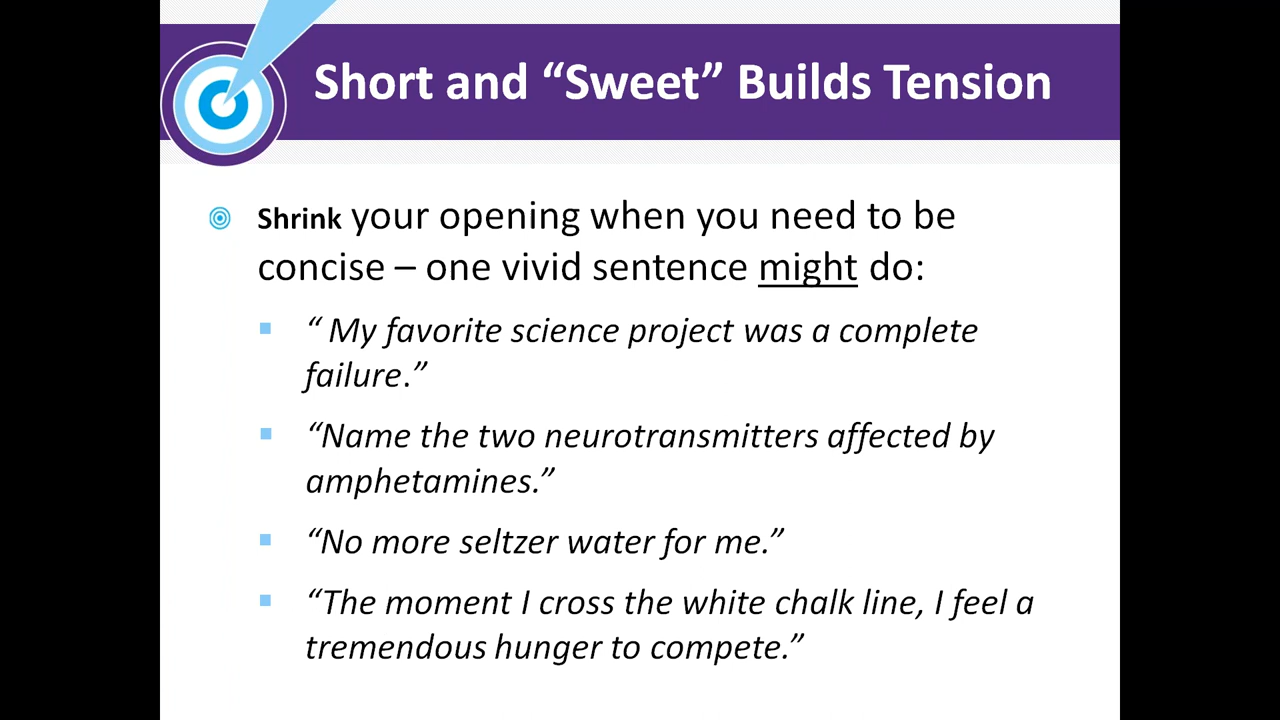 Short and “Sweet” Builds Tension
Shrink your opening when you need to be
concise – one vivid sentence might do:
“ My favorite science project was a complete
failure.”
“Name the two neurotransmitters affected by
amphetamines.”
“No more seltzer water for me.”
“The moment I cross the white chalk line, I feel a
tremendous hunger to compete.”